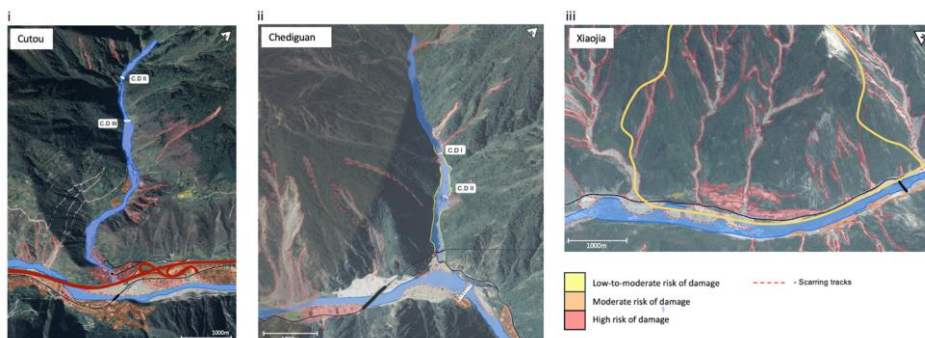 i
ii
iii
Cutou
Chediguan
Xiaojia
C.D II
C.D III
C.D I
C.D II
1000m
1000m
Low-to-moderate risk of damage
Moderate risk of damage
High risk of damage
- Scarring tracks